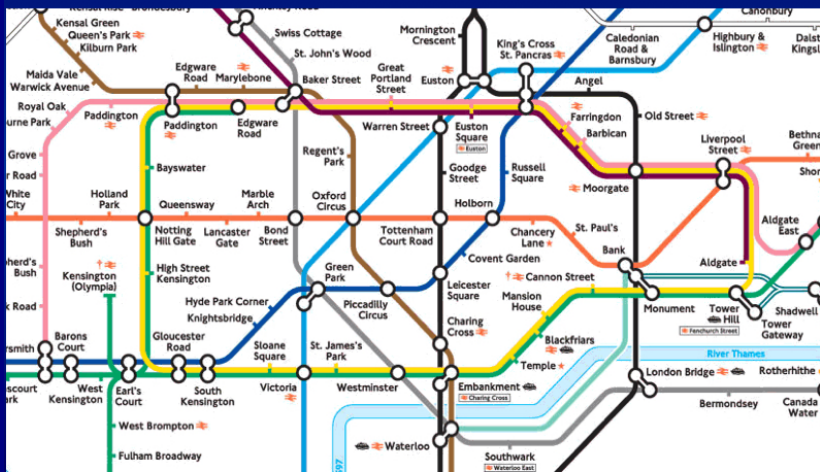 Kensal Green
Queen's Park
Kilburn Park
Maida Vale
Warwick Avenue
Royal Oak
Edgware
Road
Marylebone
Swiss Cottage
St. John's Wood
Baker Street
Great
Portland
Street
Mornington
Crescent
Euston
King's Cross
St. Pancras
Caledonian
Road &
Barnsbury
Canonbury
Highbury &
Islington
Angel
Old Street
Paddington
Paddington
Edgware
Road
Warren Street
Euston
Square
Euston
Farringdon
Barbican
Liverpool
Street
Grove
Bayswater
Regent's
Park
Goodge
Street
Russell
Square
Moorgate
City
Holland
Park
Queensway
Marble
Arch
Oxford
Circus
Holborn
Shepherd's
Bush
Notting
Hill Gate
Lancaster
Gate
Bond
Street
Tottenham
Court Road
Chancery
Lane
St. Paul's
Bank
Aldgate
East
Aldgate
Bush
Kensington
(Olympia)
High Street
Kensington
Green
Park
Covent Garden
Cannon Street
Hyde Park Corner
Knightsbridge
Piccadilly
Circus
Leicester
Square
Mansion
House
Monument
Tower
Hill
Fenchurch Street
Tower
Gateway
Shadwell
Road
Barons
Court
Gloucester
Road
Sloane
Square
St. James's
Park
Charing
Cross
Blackfriars
Temple
River Thames
West
Kensington
Earl's
Court
South
Kensington
Victoria
Westminster
Embankment
Charing Cross
London Bridge
Rotherhithe
Bermondsey
Canada
Water
West Brompton
Fulham Broadway
Waterloo
Southwark
Waterloo East